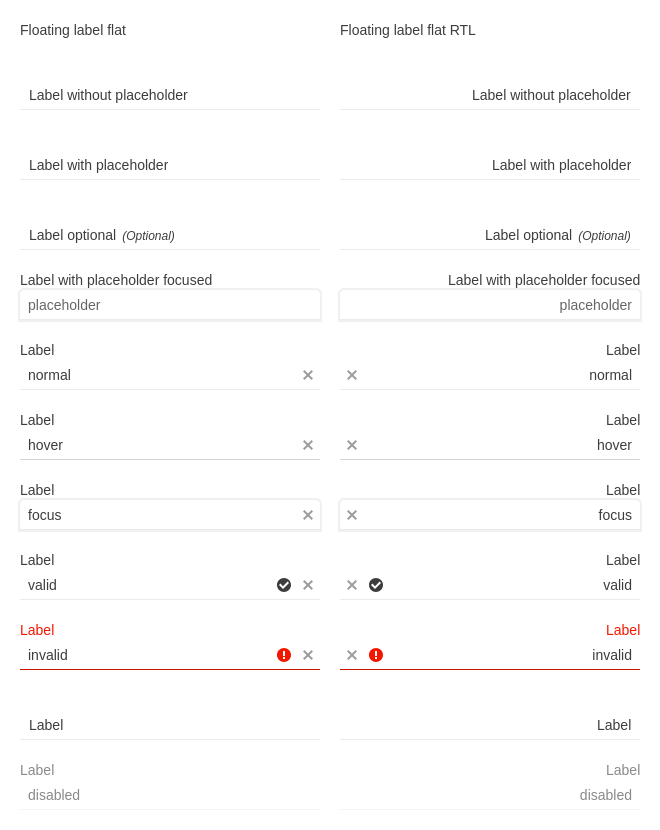 Floating label flat
Floating label flat RTL
Label without placeholder
Label without placeholder
Label with placeholder
Label with placeholder
Label optional (Optional)
Label optional (Optional)
Label with placeholder focused
Label with placeholder focused
placeholder
placeholder
Label
Label
normal
normal
Label
Label
hover
hover
Label
Label
focus
focus
Label
Label
valid
valid
Label
Label
invalid
invalid
Label
Label
Label
Label
disabled
disabled